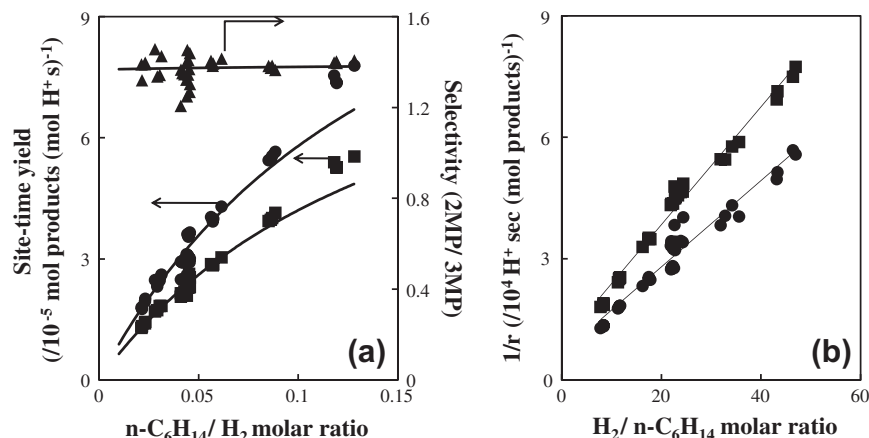 9
6
3
0
Site-time yield
(/10⁻⁵ mol products (mol H⁺ s)⁻¹
1.6
1.2
0.8
0.4
0
Selectivity (2MP/ 3MP)
(a)
0
0.05
0.1
0.15
n-C₆H₁₄/ H₂ molar ratio
9
6
3
0
1/r (/10⁴ H⁺ sec (mol products)⁻¹
(b)
0
20
40
60
H₂/ n-C₆H₁₄ molar ratio